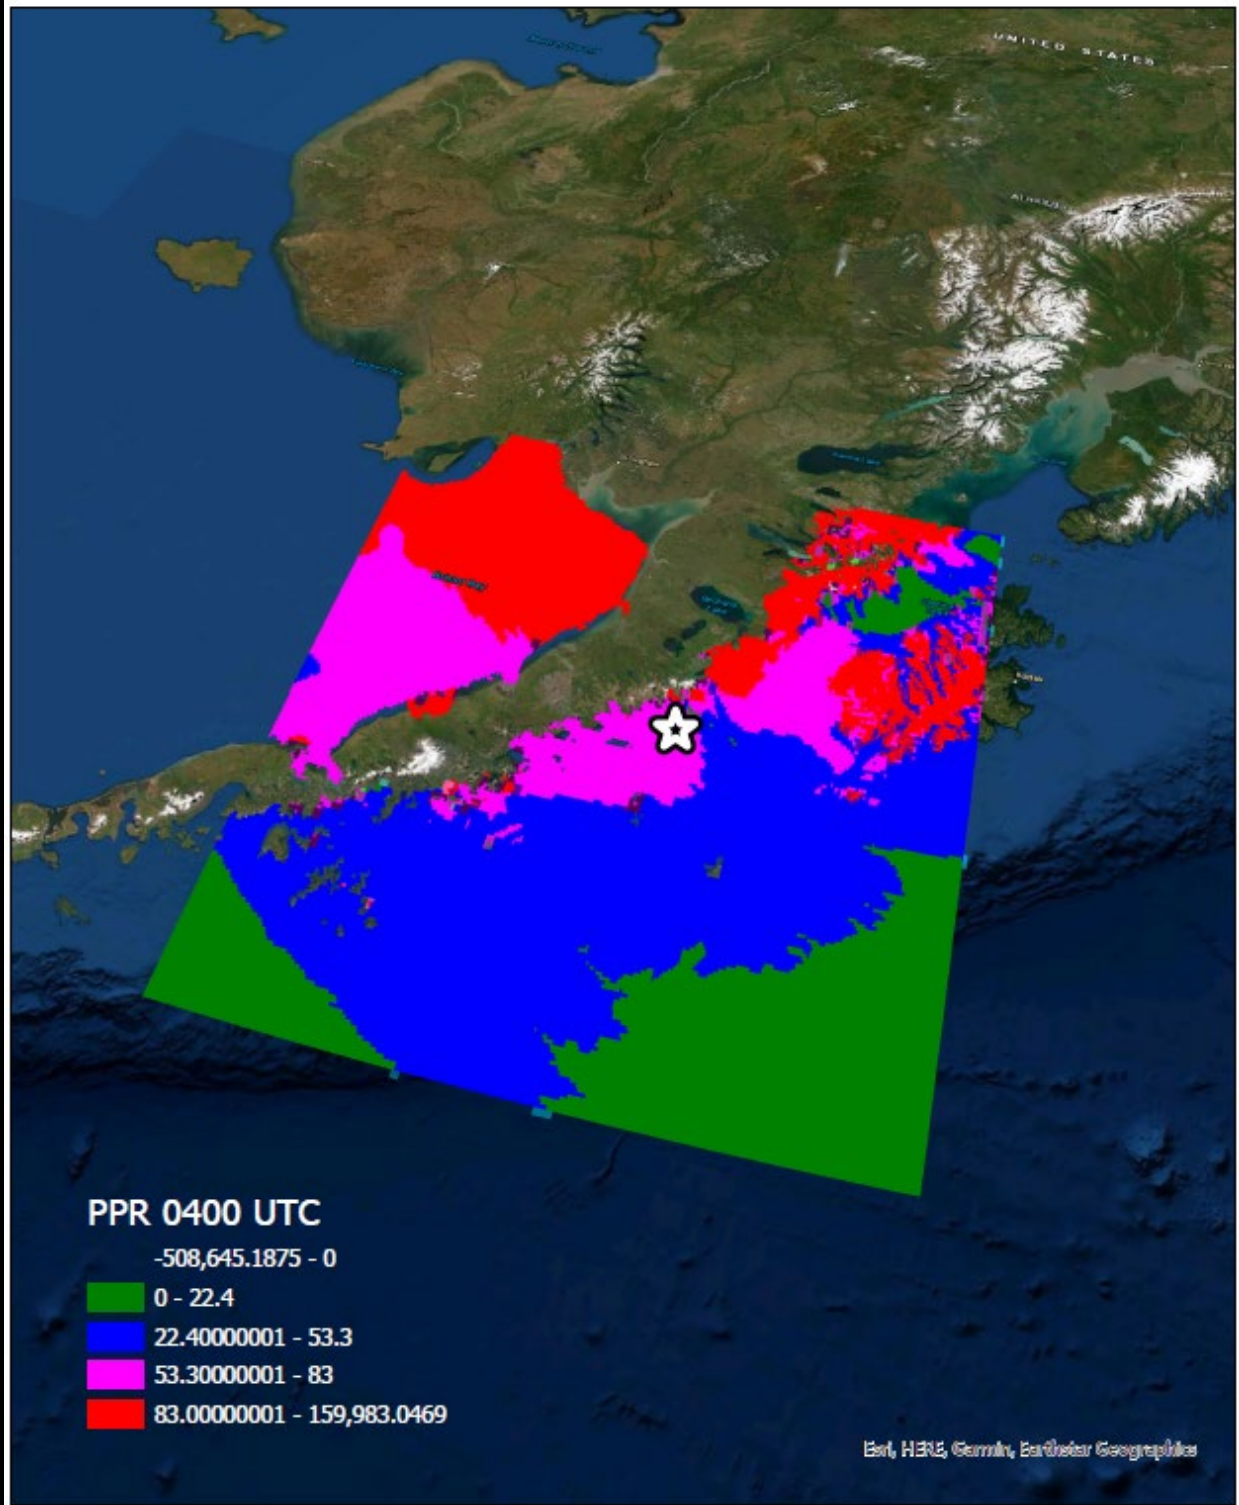 UNITED STATES
Kodiak
PPR 0400 UTC
-508,645.1875 - 0
0 - 22.4
22.40000001 - 53.3
53.30000001 - 83
83.00000001 - 159,983.0469
Esri, HERE, Garmin, Earthstar Geographics